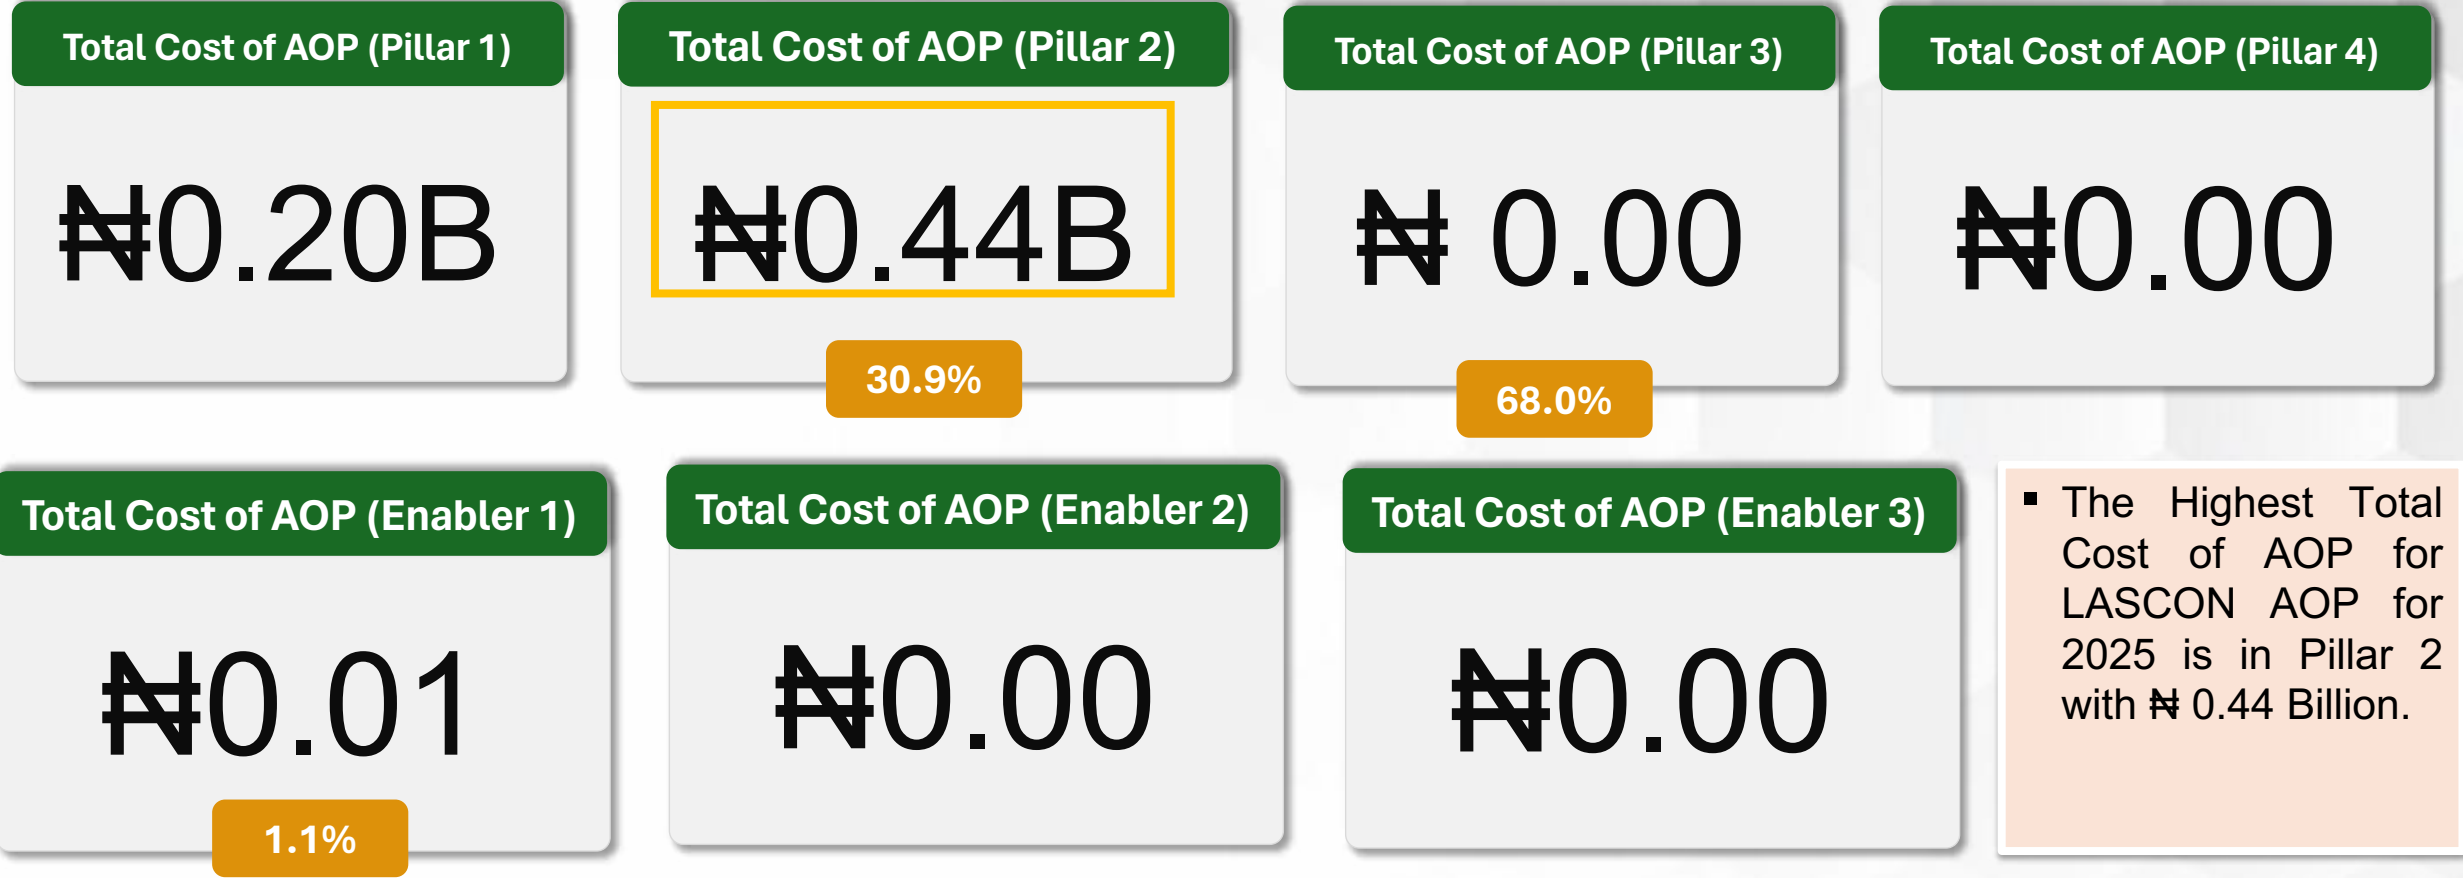 Total Cost of AOP (Pillar 1)
₦0.20B
Total Cost of AOP (Pillar 2)
₦0.44B
30.9%
Total Cost of AOP (Pillar 3)
₦ 0.00
68.0%
Total Cost of AOP (Pillar 4)
₦0.00
Total Cost of AOP (Enabler 1)
₦0.01
1.1%
Total Cost of AOP (Enabler 2)
₦0.00
Total Cost of AOP (Enabler 3)
₦0.00
▪ The Highest Total
Cost of AOP for
LASCON AOP for
2025 is in Pillar 2
with ₦ 0.44 Billion.